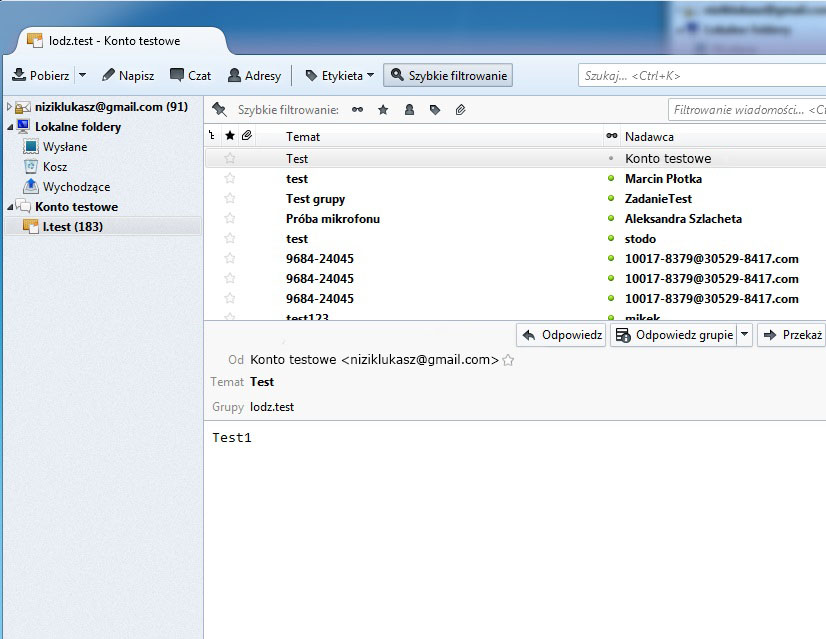 lodz.test - Konto testowe
Pobierz Napisz Czat Adresy Etykieta Szybkie filtrowanie Szukaj... <Ctrl+K>
niziklukasz@gmail.com (91)
Lokalne foldery
Wysłane
Kosz
Wychodzące
Konto testowe
l.test (183)
Szybkie filtrowanie: Filtrowanie wiadomości... <Ct
Temat Nadawca
Test Konto testowe
test Marcin Płotka
Test grupy ZadanieTest
Próba mikrofonu Aleksandra Szlacheta
test stodo
9684-24045 10017-8379@30529-8417.com
9684-24045 10017-8379@30529-8417.com
9684-24045 10017-8379@30529-8417.com
test123 mikek
Odpowiedz Odpowiedz grupie Przekaż
Od Konto testowe <niziklukasz@gmail.com>
Temat Test
Grupy lodz.test
Test1